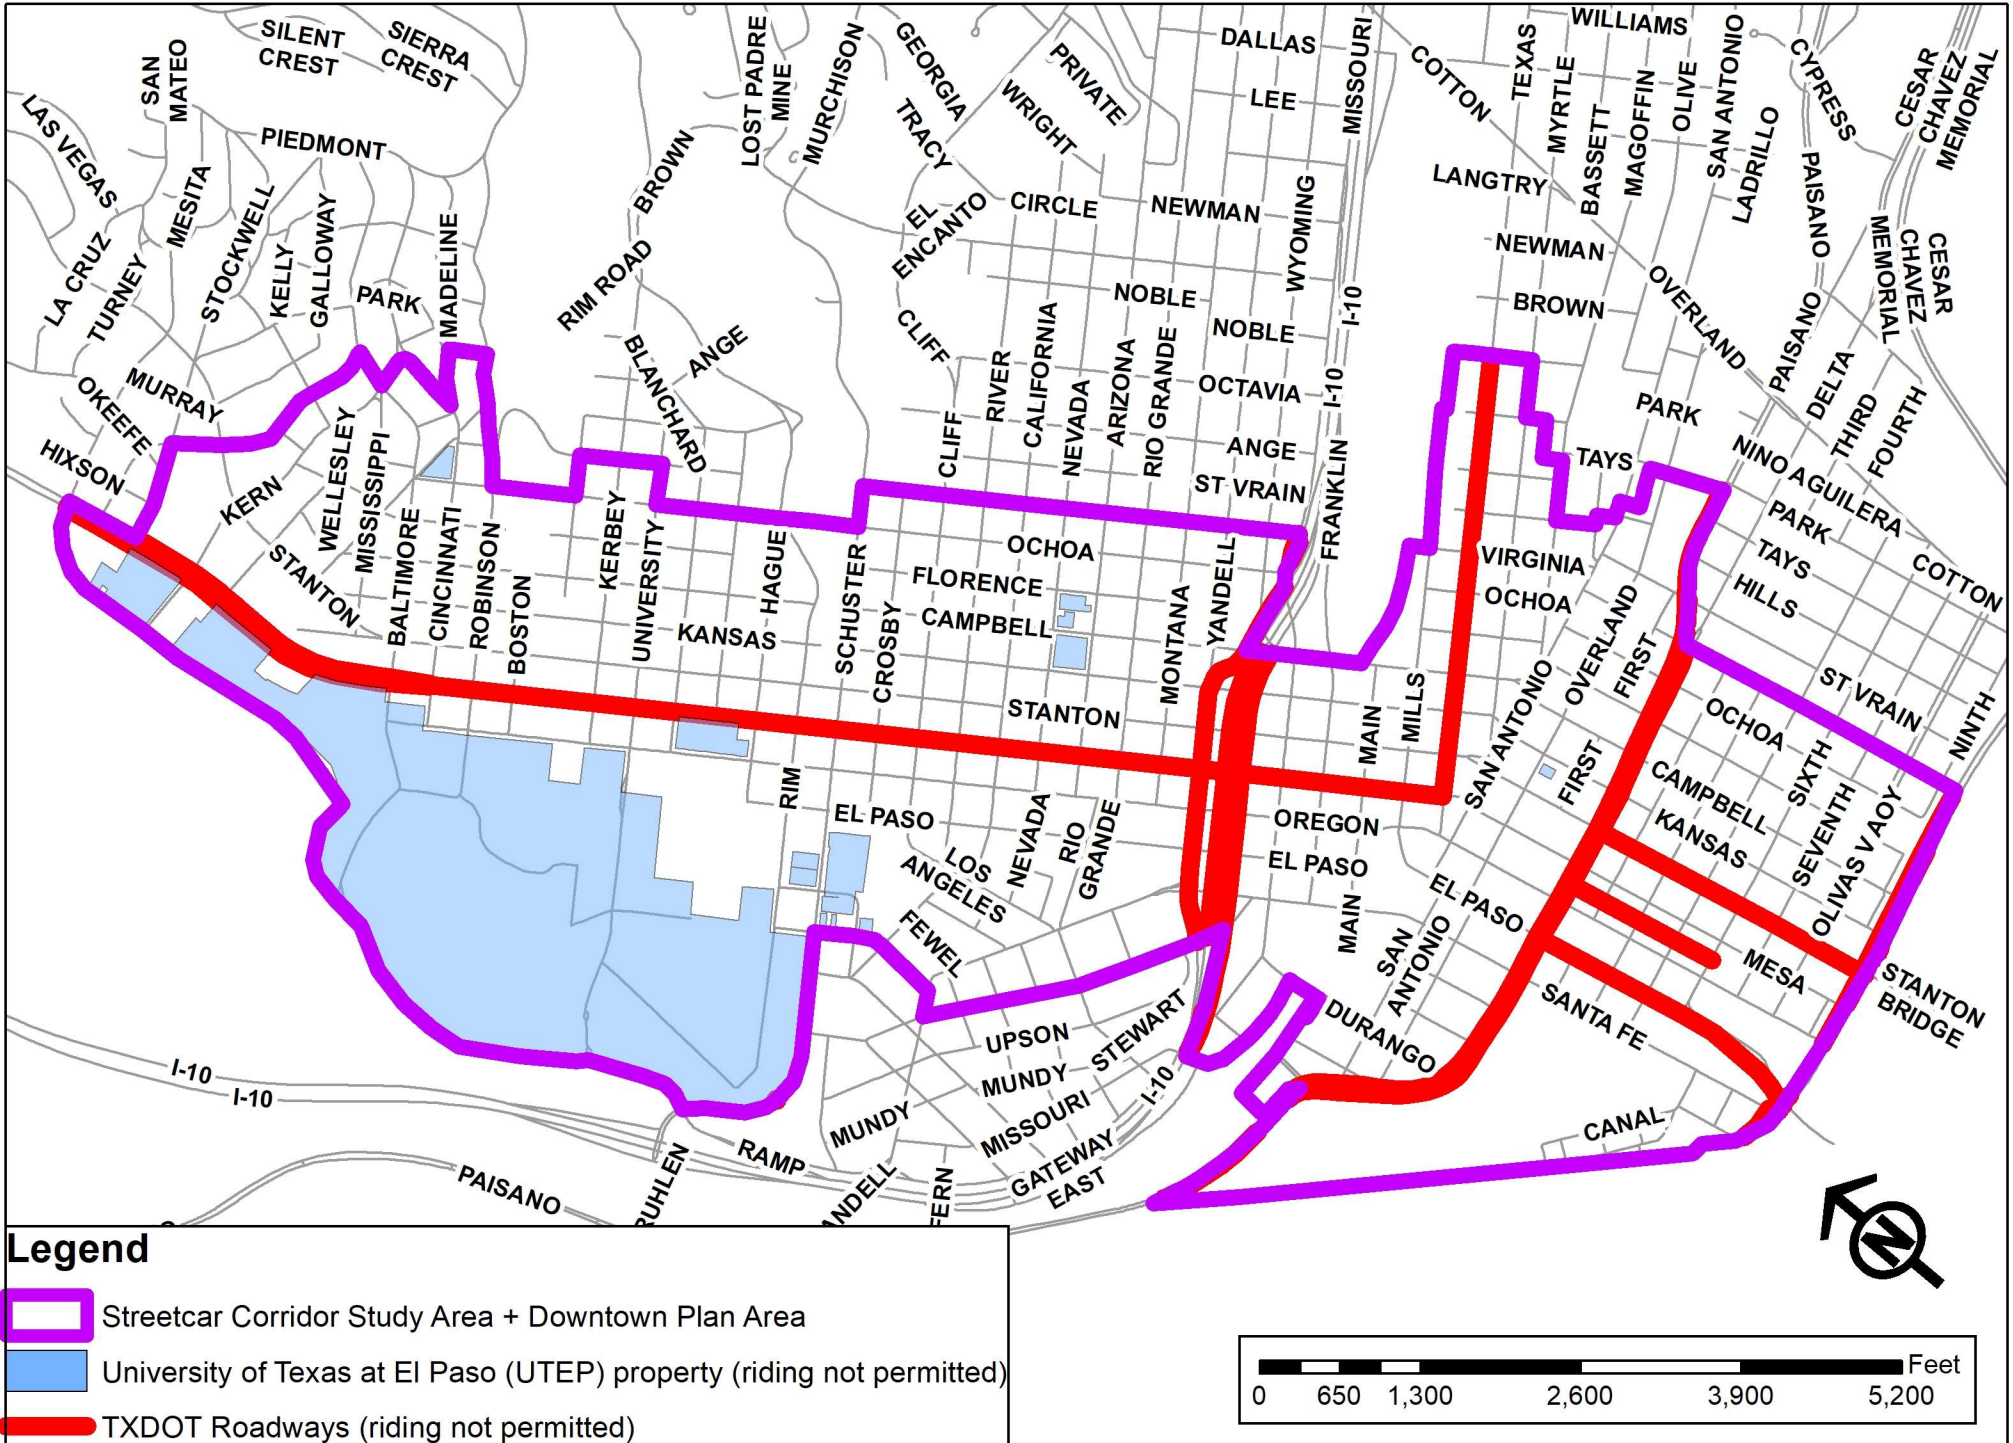 SILENT
CREST
SIERRA
CREST
SAN
MATEO
LAS VEGAS
PIEDMONT
LOST PADRE
MINE
MURCHISON
GEORGIA
PRIVATE
WRIGHT
TRACY
DALLAS
LEE
MISSOURI
COTTON
TEXAS
WILLIAMS
MYRTLE
OLIVE
SAN ANTONIO
CYPRESS
CESAR
CHAVEZ
MEMORIAL
BASSETT
MAGOFFIN
LADRILLO
PAISANO
LANGTRY
LA CRUZ
TURNEY
MESITA
STOCKWELL
KELLY
GALLOWAY
PARK
MADELINE
BROWN
RIM ROAD
EL
ENCANTO
CIRCLE
NEWMAN
WYOMING
NEWMAN
MEMORIAL
CHAVEZ
CESAR
NOBLE
NOBLE
I-10
BROWN
OVERLAND
PAISANO
DELTA
THIRD
FOURTH
OKEEFE
MURRAY
HIXSON
BLANCHARD
ANGE
CLIFF
CLIFF
RIVER
CALIFORNIA
NEVADA
ARIZONA
RIO GRANDE
OCTAVIA
I-10
ANGE
ST VRAIN
FRANKLIN
PARK
TAYS
NINO AGUILERA
PARK
TAYS
HILLS
COTTON
KERN
WELLESLEY
MISSISSIPPI
STANTON
BALTIMORE
CINCINNATI
ROBINSON
BOSTON
KERBEY
UNIVERSITY
KANSAS
HAGUE
SCHUSTER
CROSBY
OCHOA
FLORENCE
CAMPBELL
MONTANA
YANDELL
VIRGINIA
OCHOA
OVERLAND
FIRST
ST VRAIN
NINTH
STANTON
MAIN
MILLS
SAN ANTONIO
FIRST
OCHOA
CAMPBELL
KANSAS
SIXTH
SEVENTH
OLIVAS V AOY
RIM
EL PASO
LOS
ANGELES
NEVADA
RIO
GRANDE
OREGON
EL PASO
MAIN
EL PASO
SAN
ANTONIO
FEWEL
DURANGO
SANTA FE
MESA
STANTON
BRIDGE
UPSON
STEWART
MUNDY
MUNDY
MISSOURI
I-10
GATEWAY
EAST
CANAL
I-10
I-10
PAISANO
RUHLEN
RAMP
ANDELL
FERN
N
Legend
Streetcar Corridor Study Area + Downtown Plan Area
University of Texas at El Paso (UTEP) property (riding not permitted)
TXDOT Roadways (riding not permitted)
Feet
0 650 1,300 2,600 3,900 5,200